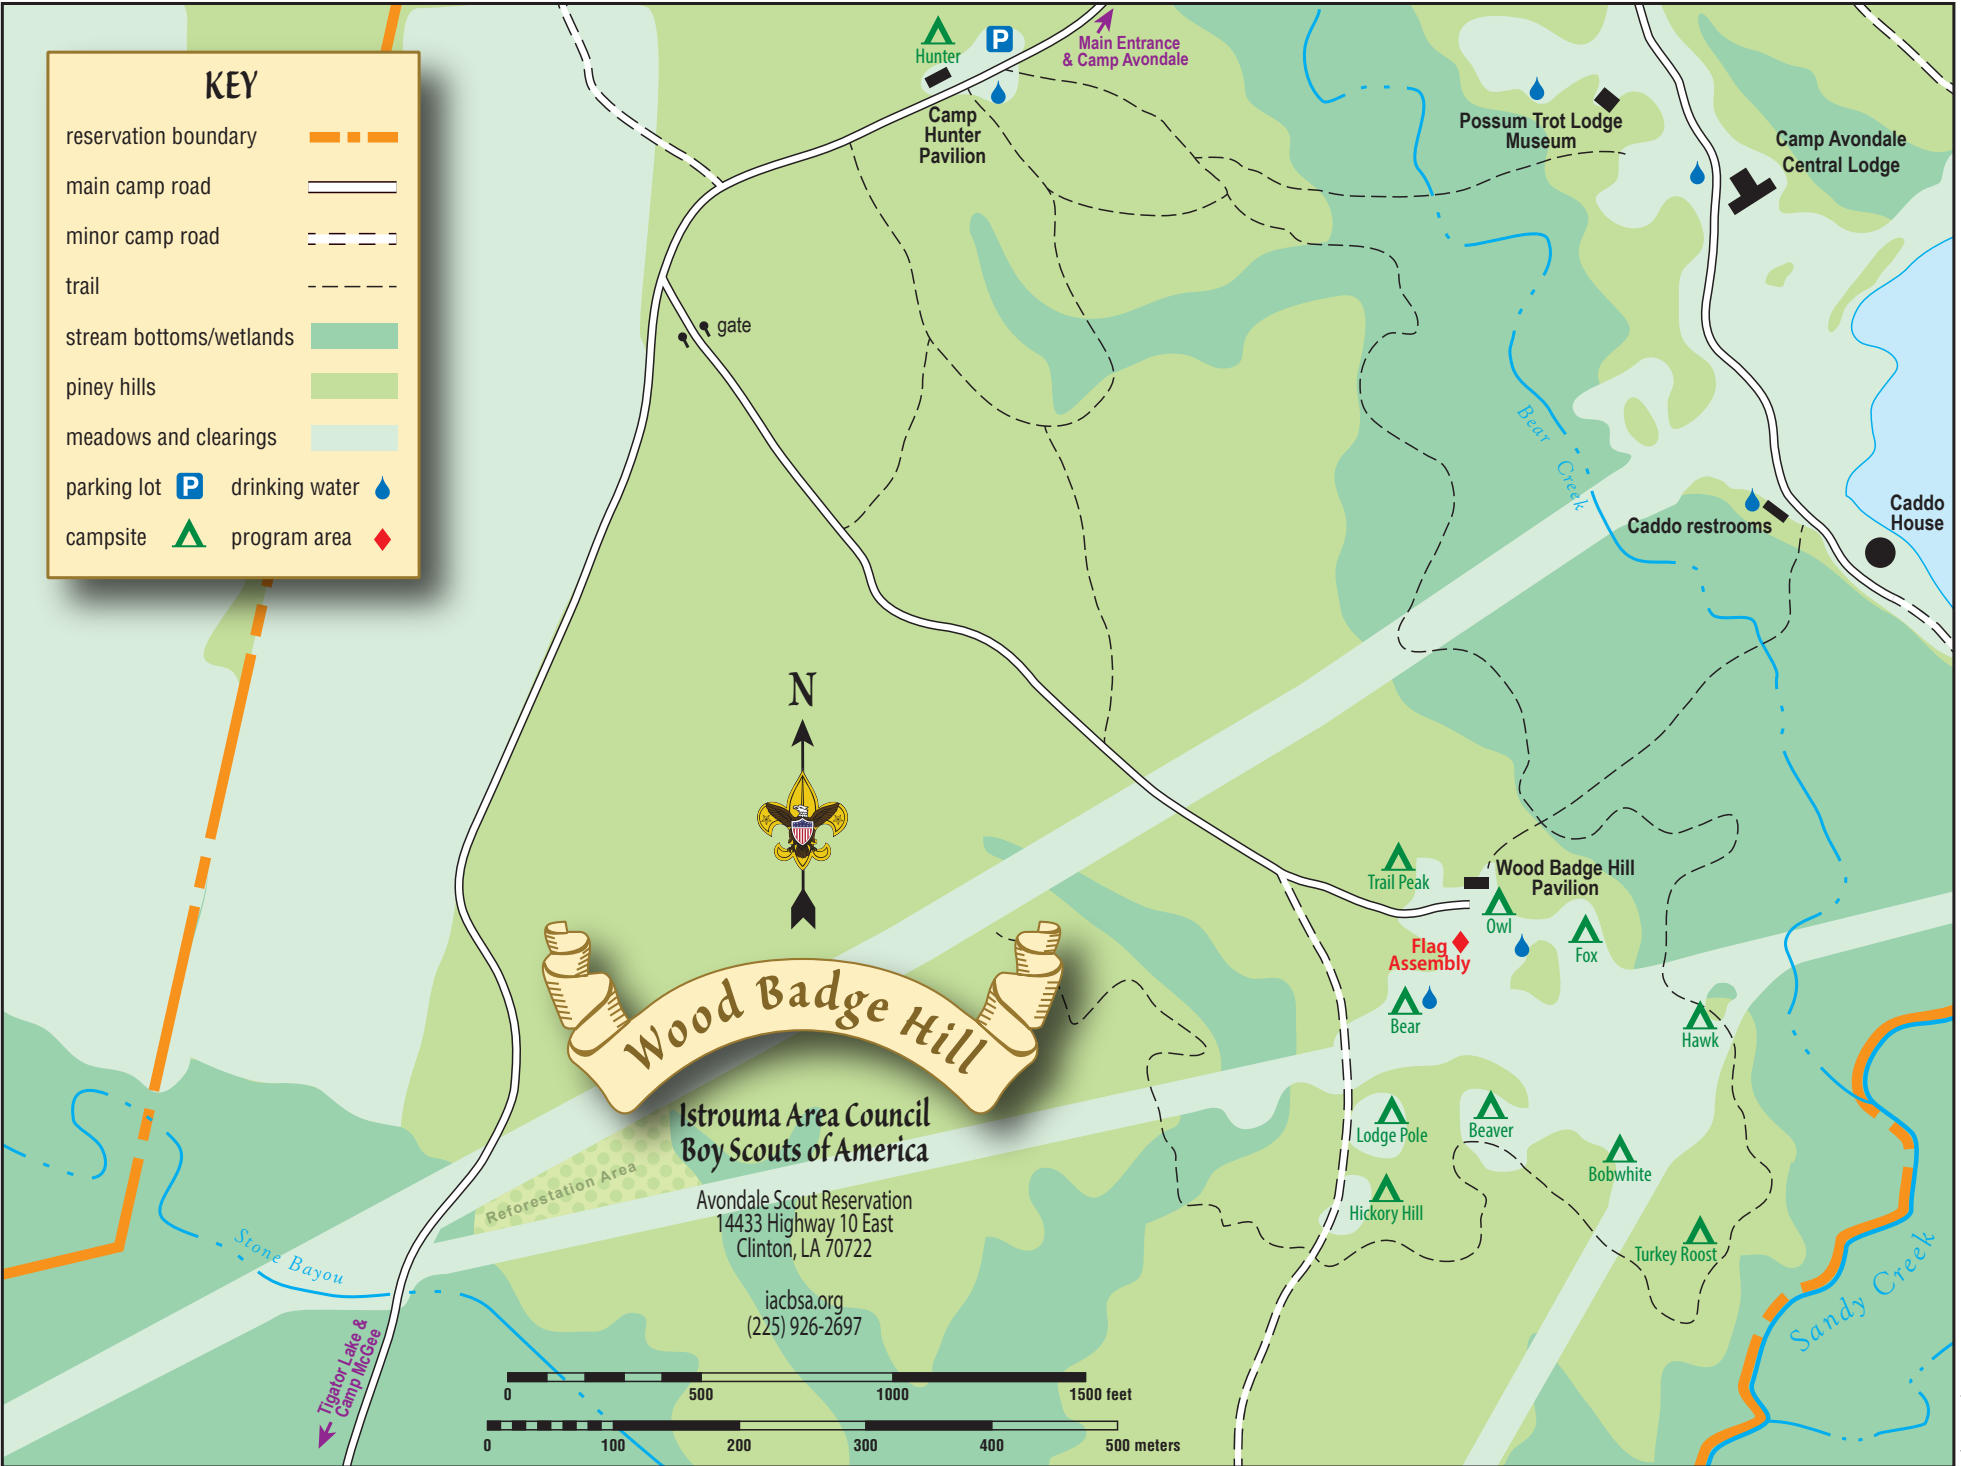 KEY
reservation boundary
main camp road
minor camp road
trail
stream bottoms/wetlands
piney hills
meadows and clearings
parking lot P drinking water
campsite program area
Hunter
P
Main Entrance
& Camp Avondale
Camp
Hunter
Pavilion
Possum Trot Lodge
Museum
Camp Avondale
Central Lodge
gate
Bear
Creek
Caddo restrooms
Caddo
House
N
Trail Peak
Wood Badge Hill
Pavilion
Owl
Fox
Flag
Assembly
Bear
Hawk
Wood Badge Hill
Lodge Pole
Beaver
Bobwhite
Hickory Hill
Turkey Roost
Istrouma Area Council
Boy Scouts of America
Reforestation Area
Avondale Scout Reservation
14433 Highway 10 East
Clinton, LA 70722
iacbsa.org
(225) 926-2697
Stone Bayou
Sandy Creek
Tigator Lake &
Camp McGee
0 500 1000 1500 feet
0 100 200 300 400 500 meters